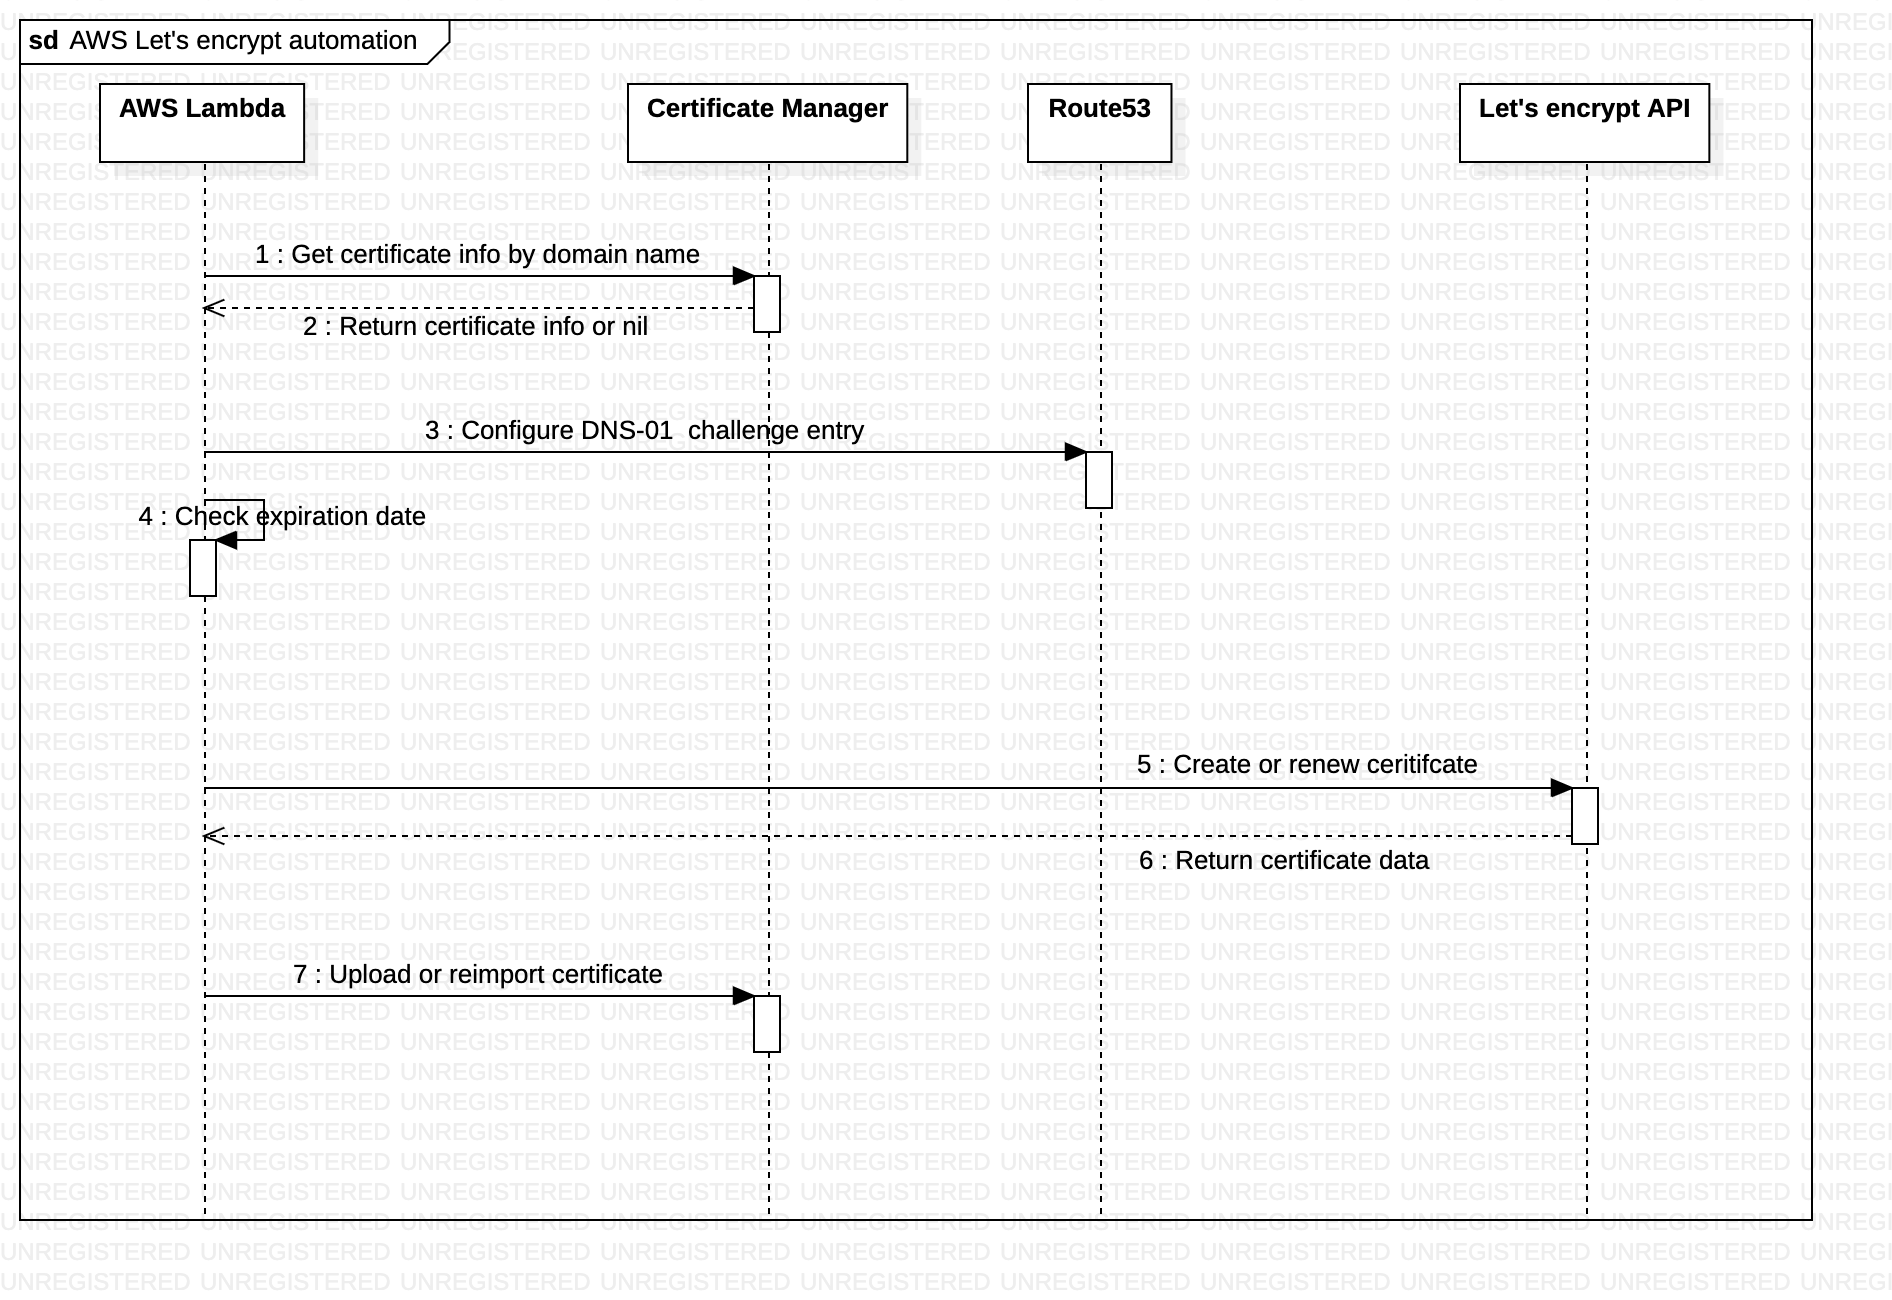 sd AWS Let's encrypt automation
AWS Lambda
Certificate Manager
Route53
Let's encrypt API
1 : Get certificate info by domain name
2 : Return certificate info or nil
3 : Configure DNS-01  challenge entry
4 : Check expiration date
5 : Create or renew ceritifcate
6 : Return certificate data
7 : Upload or reimport certificate
UNREGISTERED